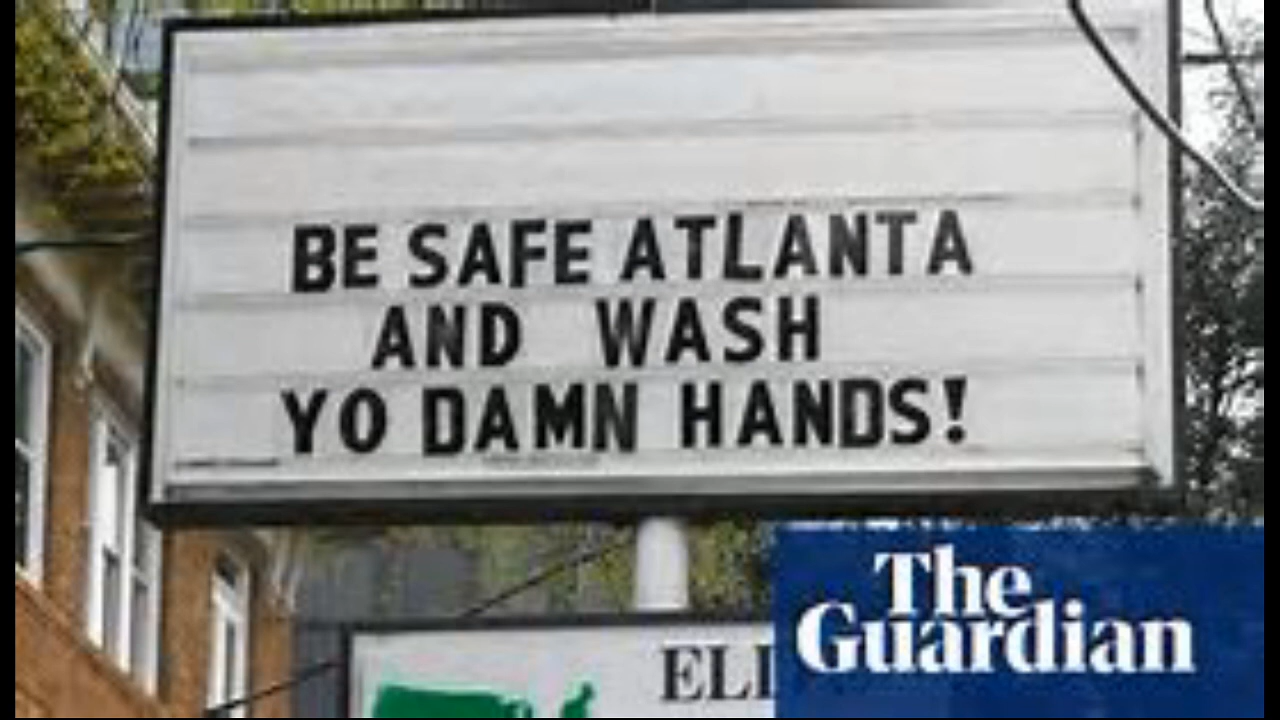 BE SAFE ATLANTA
AND WASH
YO DAMN HANDS!
The
Guardian